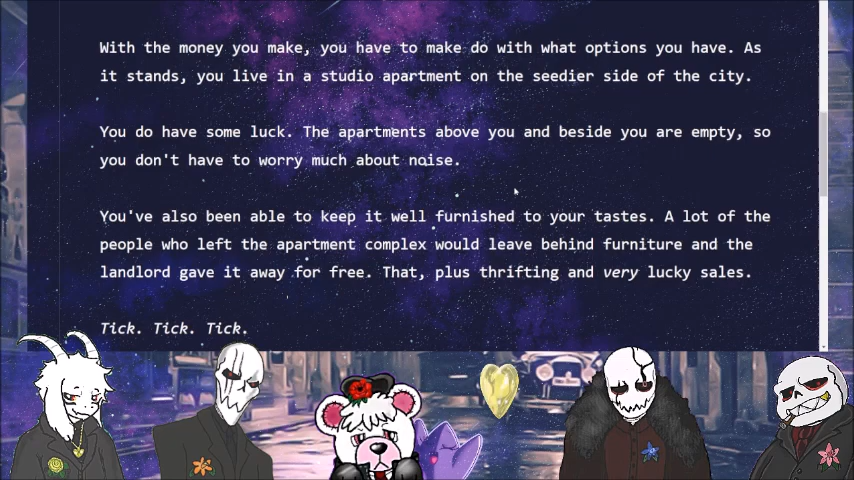 With the money you make, you have to make do with what options you have. As
it stands, you live in a studio apartment on the seedier side of the city.
You do have some luck. The apartments above you and beside you are empty, so
you don't have to worry much about noise.
You've also been able to keep it well furnished to your tastes. A lot of the
people who left the apartment complex would leave behind furniture and the
landlord gave it away for free. That, plus thrifting and very lucky sales.
Tick. Tick. Tick.